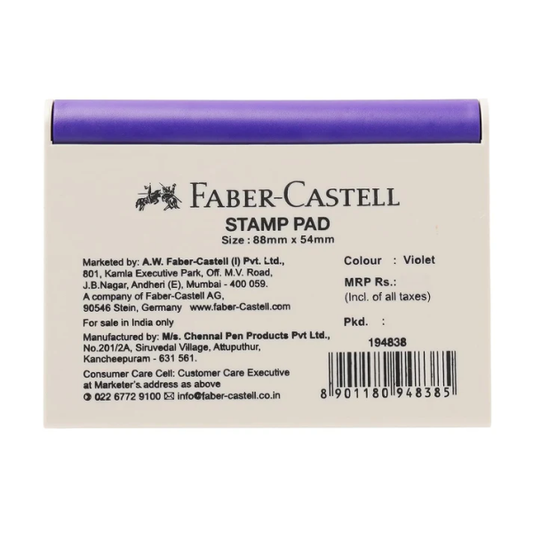 FABER-CASTELL
STAMP PAD
Size : 88mm x 54mm
Marketed by: A.W. Faber-Castell (I) Pvt. Ltd.,
801, Kamla Executive Park, Off. M.V. Road,
J.B.Nagar, Andheri (E), Mumbai - 400 059.
A company of Faber-Castell AG,
90546 Stein, Germany www.faber-Castell.com
For sale in India only
Manufactured by: M/s. Chennai Pen Products Pvt Ltd.,
No.201/2A, Siruvedal Village, Attuputhur,
Kancheepuram - 631 561.
Consumer Care Cell: Customer Care Executive
at Marketer's address as above
022 6772 9100 info@faber-castell.co.in
Colour : Violet
MRP Rs.:
(Incl. of all taxes)
Pkd. :
194838
8 901180 948385